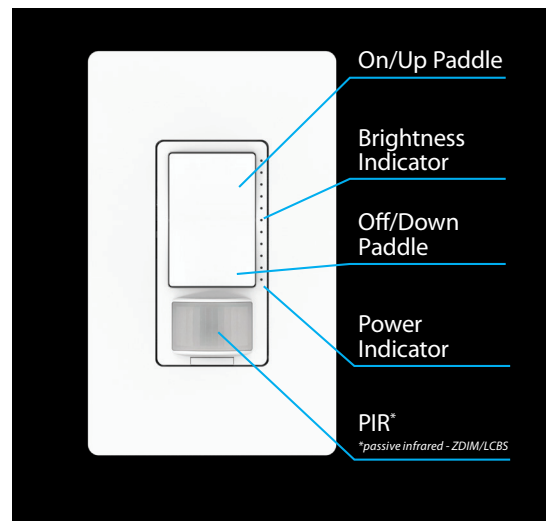 On/Up Paddle
Brightness
Indicator
Off/Down
Paddle
Power
Indicator
PIR*
*passive infrared - ZDIM/LCBS